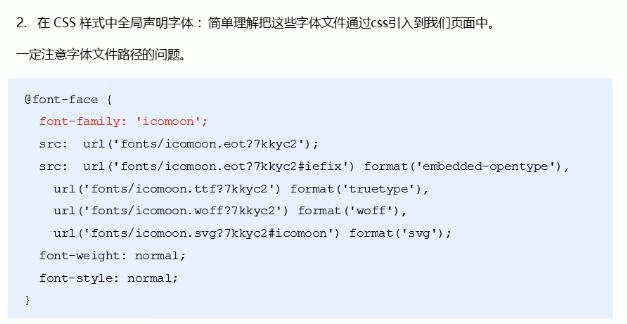 2. 在 CSS 样式中全局声明字体： 简单理解把这些字体文件通过css引入到我们页面中。
一定注意字体文件路径的问题。
@font-face {
  font-family: 'icomoon';
  src:  url('fonts/icomoon.eot?7kkyc2');
  src:  url('fonts/icomoon.eot?7kkyc2#iefix') format('embedded-opentype'),
    url('fonts/icomoon.ttf?7kkyc2') format('truetype'),
    url('fonts/icomoon.woff?7kkyc2') format('woff'),
    url('fonts/icomoon.svg?7kkyc2#icomoon') format('svg');
  font-weight: normal;
  font-style: normal;
}